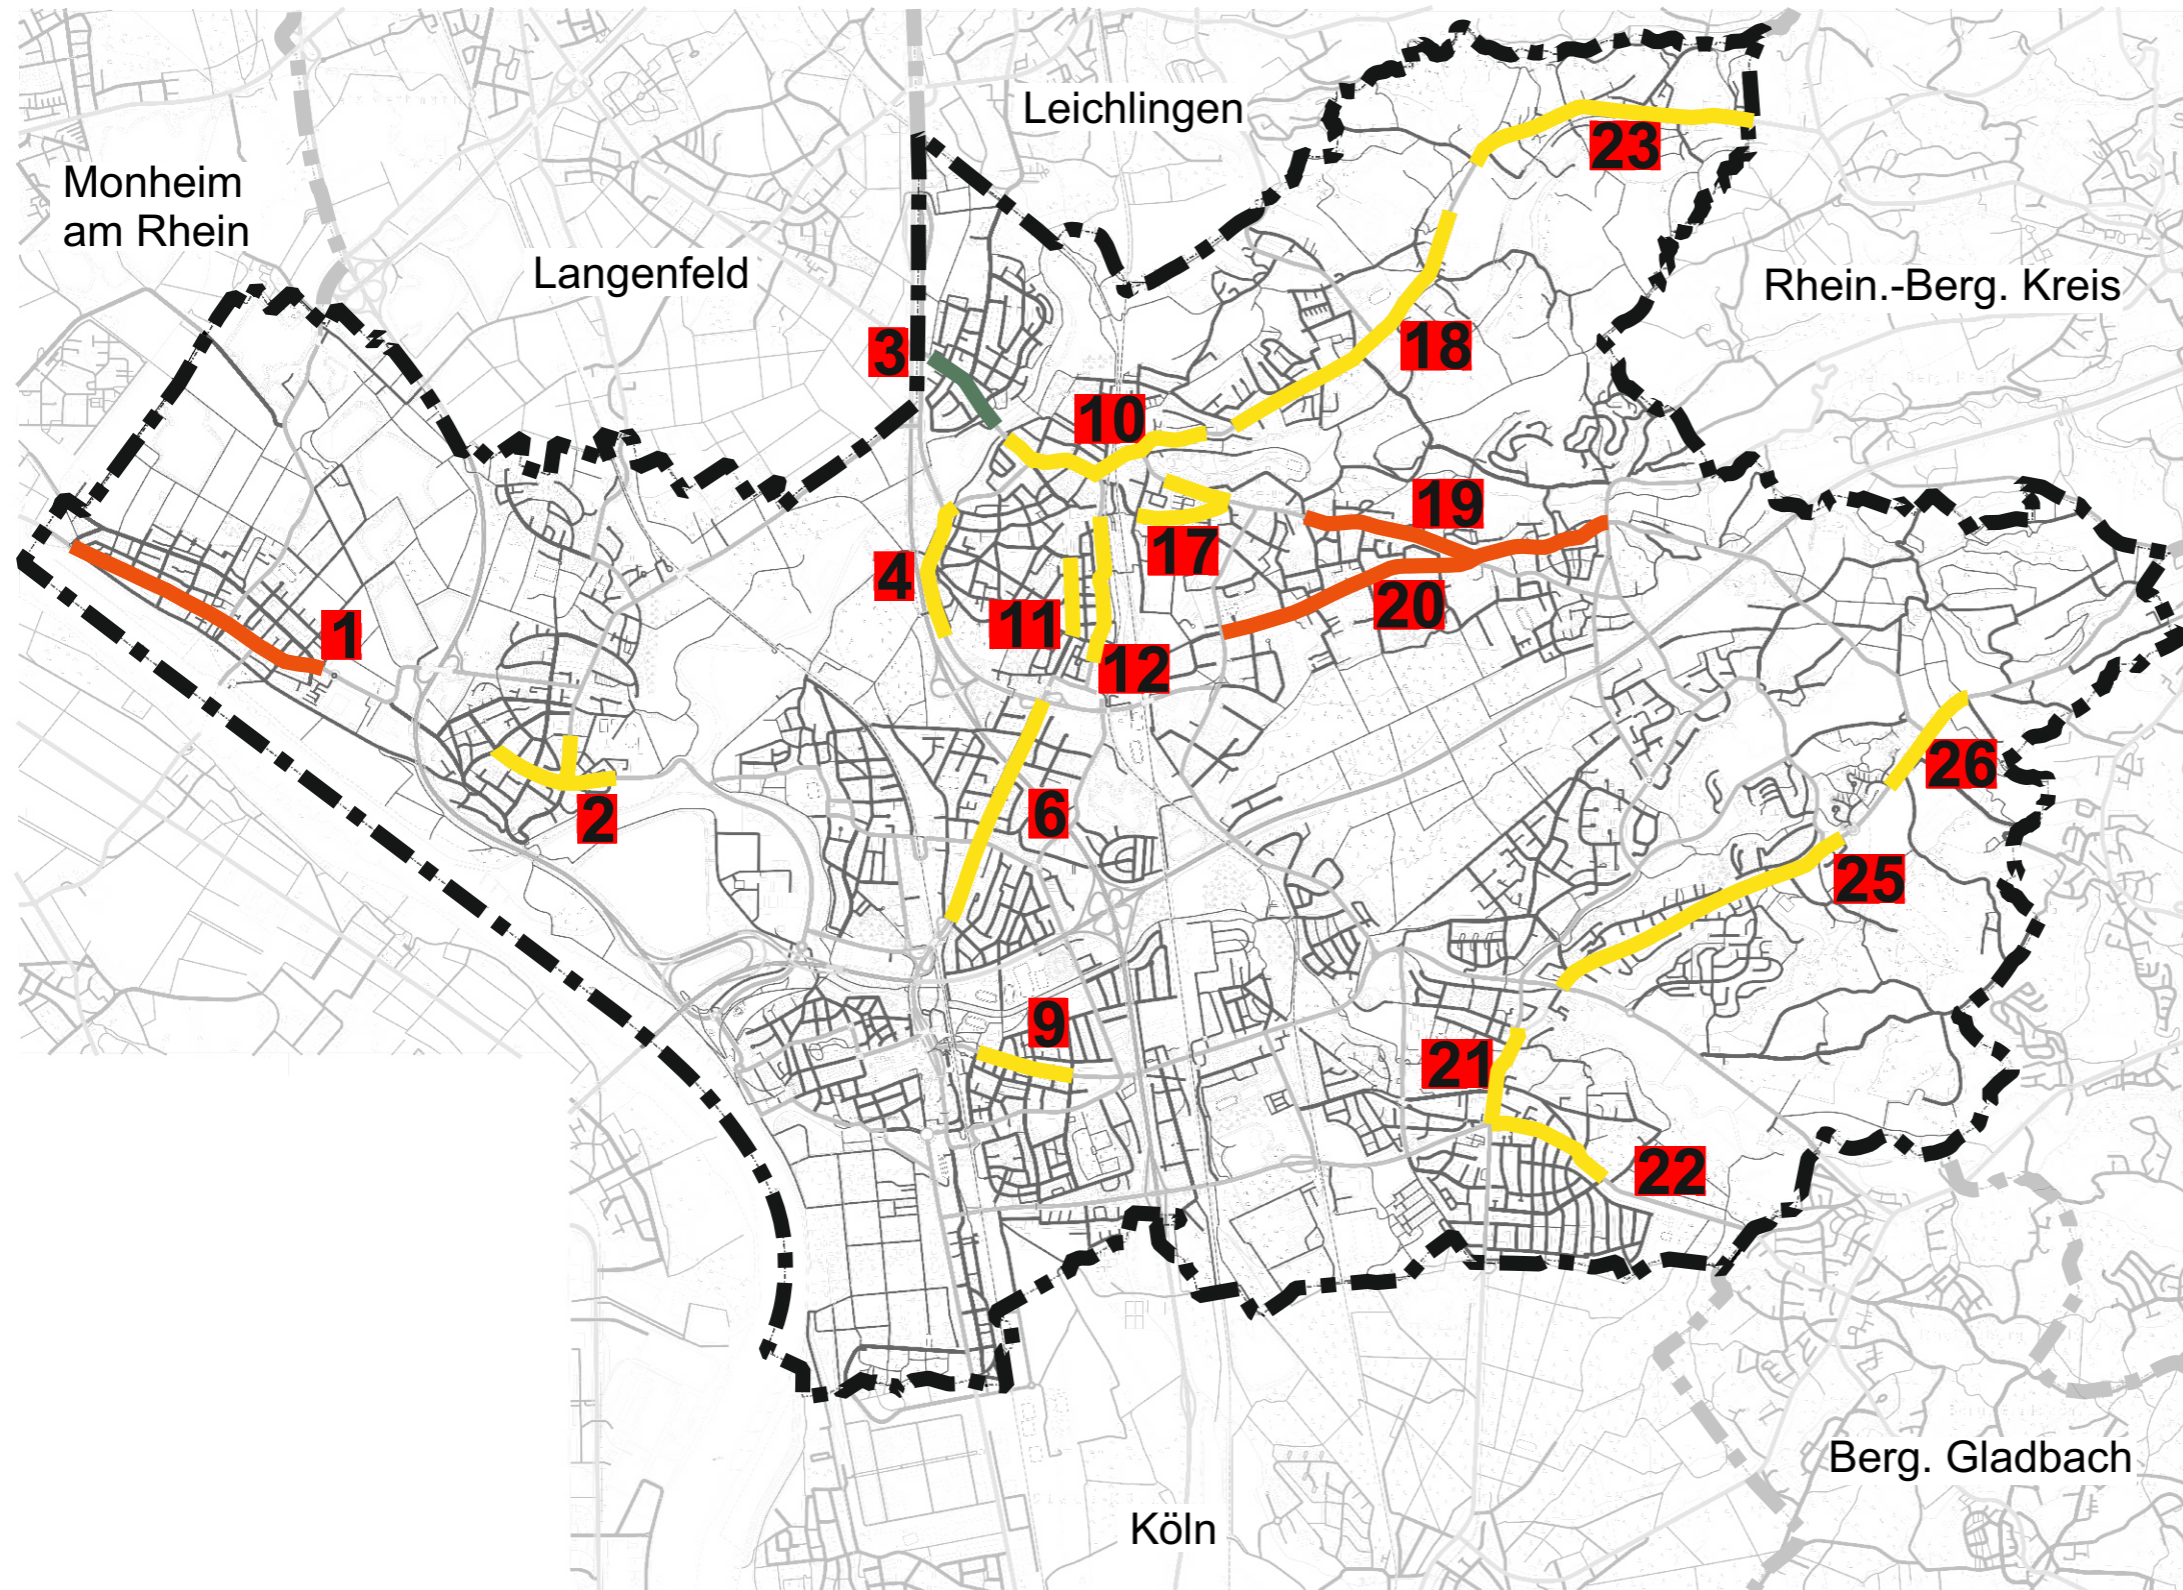 Leichlingen
23
Monheim
am Rhein
Langenfeld
Rhein.-Berg. Kreis
3
18
10
19
4
17
20
11
1
12
26
2
6
25
9
21
22
Berg. Gladbach
Köln